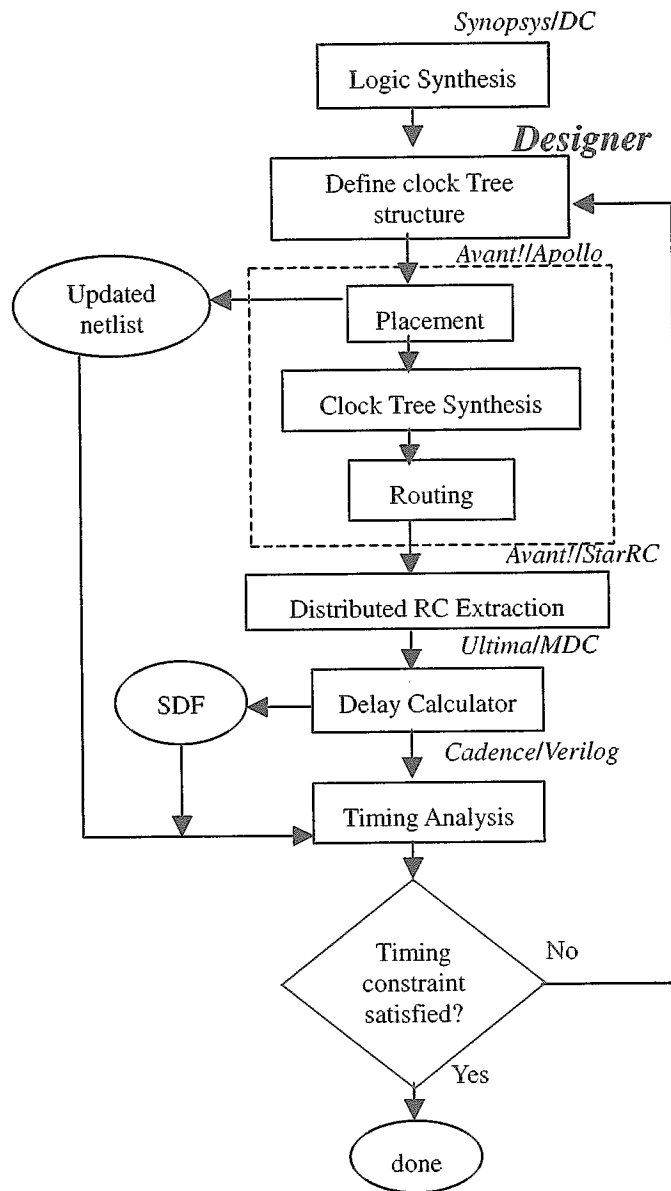 Synopsys/DC
Logic Synthesis
Designer
Define clock Tree
structure
Avant!/Apollo
Updated
netlist
Placement
Clock Tree Synthesis
Routing
Avant!/StarRC
Distributed RC Extraction
Ultima/MDC
SDF
Delay Calculator
Cadence/Verilog
Timing Analysis
Timing
constraint
satisfied?
No
Yes
done